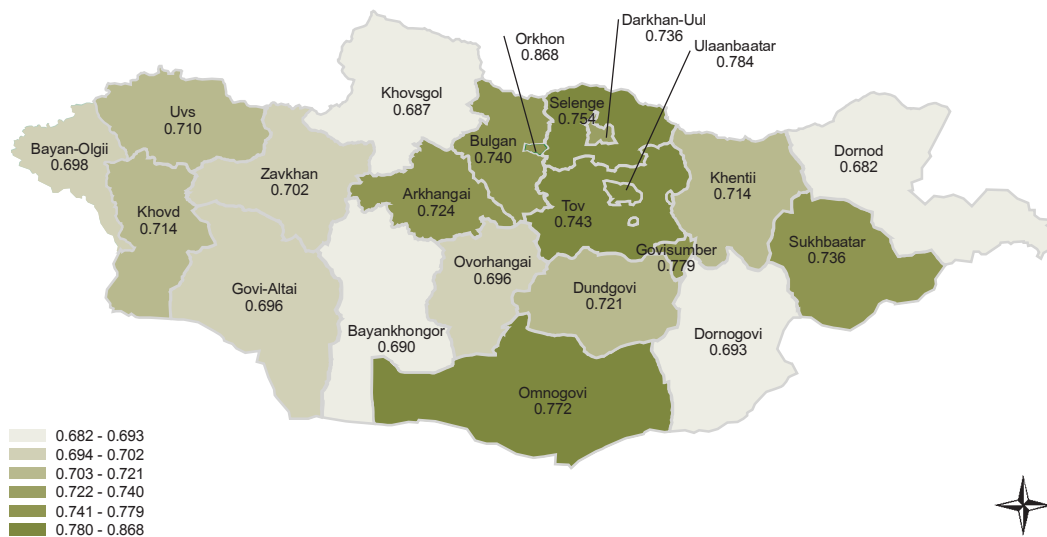 Darkhan-Uul
0.736
Orkhon
0.868
Ulaanbaatar
0.784
Khovsgol
0.687
Selenge
0.754
Uvs
0.710
Bulgan
0.740
Dornod
0.682
Bayan-Olgii
0.698
Zavkhan
0.702
Khentii
0.714
Arkhangai
0.724
Khovd
0.714
Tov
0.743
Sukhbaatar
0.736
Govisumber
0.779
Ovorhangai
0.696
Govi-Altai
0.696
Dundgovi
0.721
Bayankhongor
0.690
Dornogovi
0.693
Omnogovi
0.772
0.682 - 0.693
0.694 - 0.702
0.703 - 0.721
0.722 - 0.740
0.741 - 0.779
0.780 - 0.868